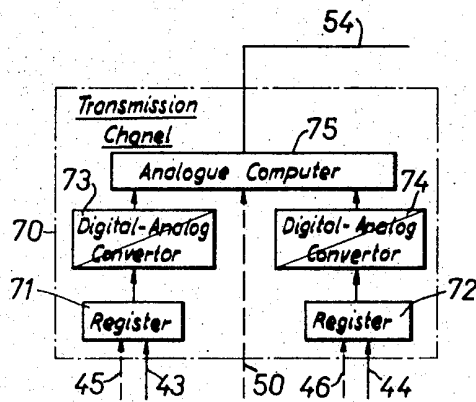 54
Transmission
Chanel
75
Analogue Computer
73
74
70
Digital-Analog
Convertor
Digital-Analog
Convertor
71
72
Register
Register
45
43
50
46
44